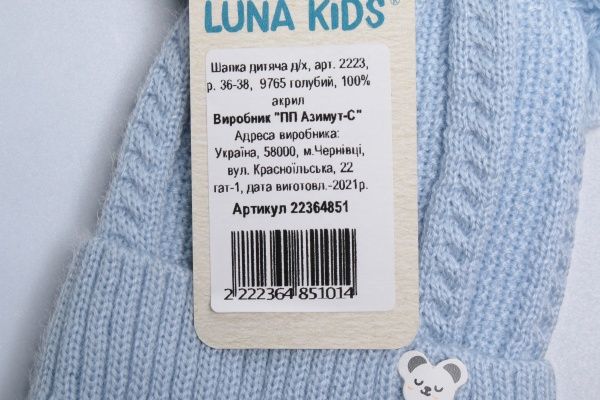 LUNA KIDS®
Шапка дитяча д/х, арт. 2223,
р. 36-38, 9765 голубий, 100%
акрил
Виробник "ПП Азимут-С"
Адреса виробника:
Україна, 58000, м.Чернівці,
вул. Красноїльська, 22
гат-1, дата виготовл.-2021р.
Артикул 22364851
2 222364 851014